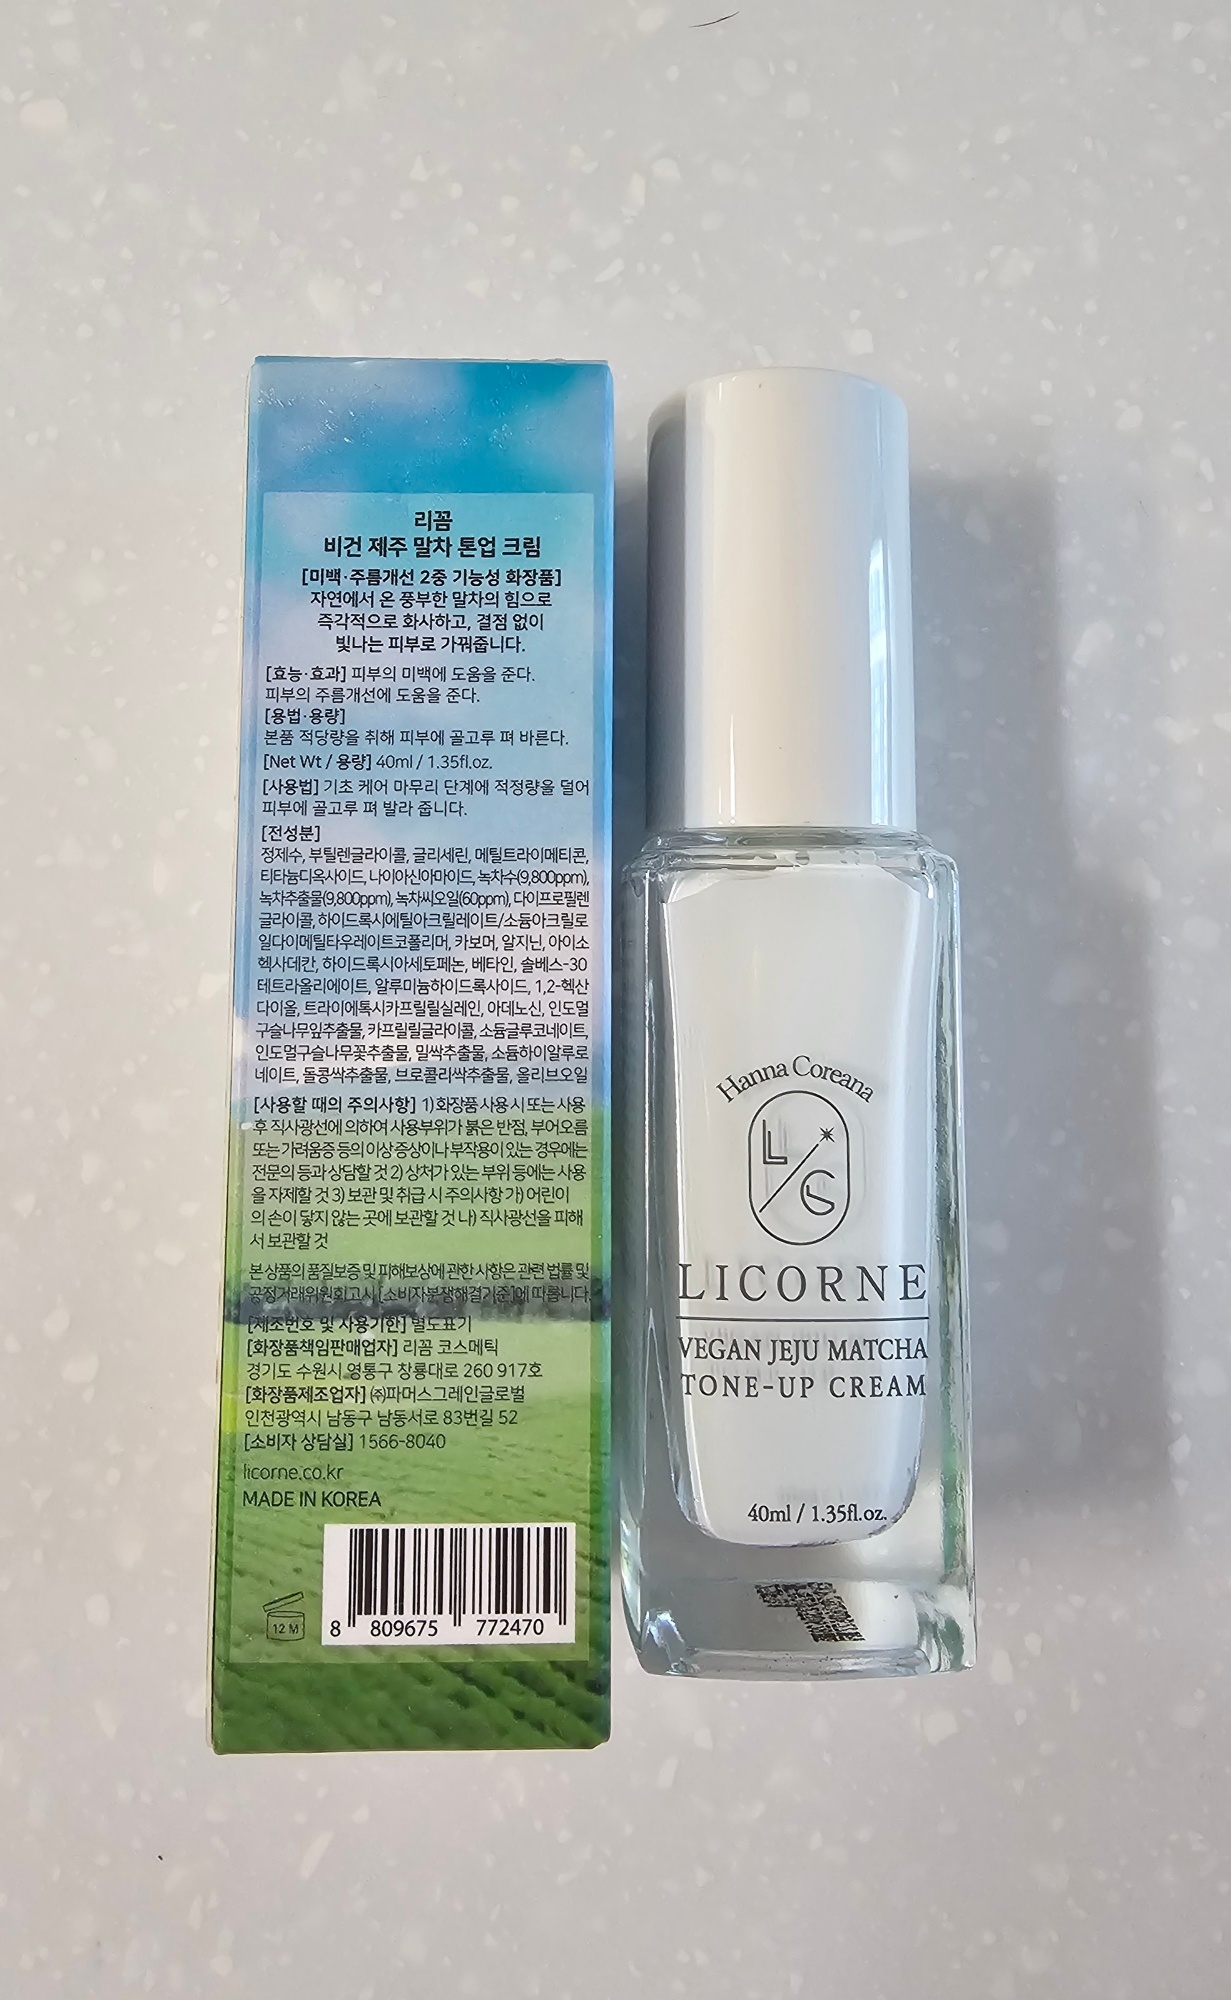 리꼼
비건 제주 말차 톤업 크림
[미백·주름개선 2중 기능성 화장품]
자연에서 온 풍부한 말차의 힘으로
즉각적으로 화사하고, 결점 없이
빛나는 피부로 가꿔줍니다.
[효능·효과] 피부의 미백에 도움을 준다.
피부의 주름개선에 도움을 준다.
[용법·용량]
본품 적당량을 취해 피부에 골고루 펴 바른다.
[Net Wt / 용량] 40ml / 1.35fl.oz.
[사용법] 기초 케어 마무리 단계에 적정량을 덜어
피부에 골고루 펴 발라 줍니다.
[전성분]
정제수, 부틸렌글라이콜, 글리세린, 메틸트라이메티콘,
티타늄디옥사이드, 나이아신아마이드, 녹차수(9,800ppm),
녹차추출물(9,800ppm), 녹차씨오일(60ppm), 다이프로필렌
글라이콜, 하이드록시에틸아크릴레이트/소듐아크릴로
일다이메틸타우레이트코폴리머, 카보머, 알지닌, 아이소
헥사데칸, 하이드록시아세토페논, 베타인, 솔베스-30
테트라올리에이트, 알루미늄하이드록사이드, 1,2-헥산
다이올, 트라이에톡시카프릴릴실레인, 아데노신, 인도멀
구슬나무잎추출물, 카프릴릴글라이콜, 소듐글루코네이트,
인도멀구슬나무꽃추출물, 밀싹추출물, 소듐하이알루로
네이트, 돌콩싹추출물, 브로콜리싹추출물, 올리브오일
[사용할 때의 주의사항] 1)화장품 사용 시 또는 사용
후 직사광선에 의하여 사용부위가 붉은 반점, 부어오름
또는 가려움증 등의 이상 증상이나 부작용이 있는 경우에는
전문의 등과 상담할 것 2) 상처가 있는 부위 등에는 사용
을 자제할 것 3) 보관 및 취급 시 주의사항 가) 어린이
의 손이 닿지 않는 곳에 보관할 것 나) 직사광선을 피해
서 보관할 것
본 상품의 품질보증 및 피해보상에 관한 사항은 관련 법률 및
공정거래위원회고시 [소비자분쟁해결기준]에 따릅니다.
[제조번호 및 사용기한] 별도표기
[화장품책임판매업자] 리꼼 코스메틱
경기도 수원시 영통구 창룡대로 260 917호
[화장품제조업자] ㈜파머스그레인글로벌
인천광역시 남동구 남동서로 83번길 52
[소비자 상담실] 1566-8040
licorne.co.kr
MADE IN KOREA
12 M
8 809675 772470
Hanna Coreana
LC
LICORNE
VEGAN JEJU MATCHA
TONE-UP CREAM
40ml / 1.35fl.oz.